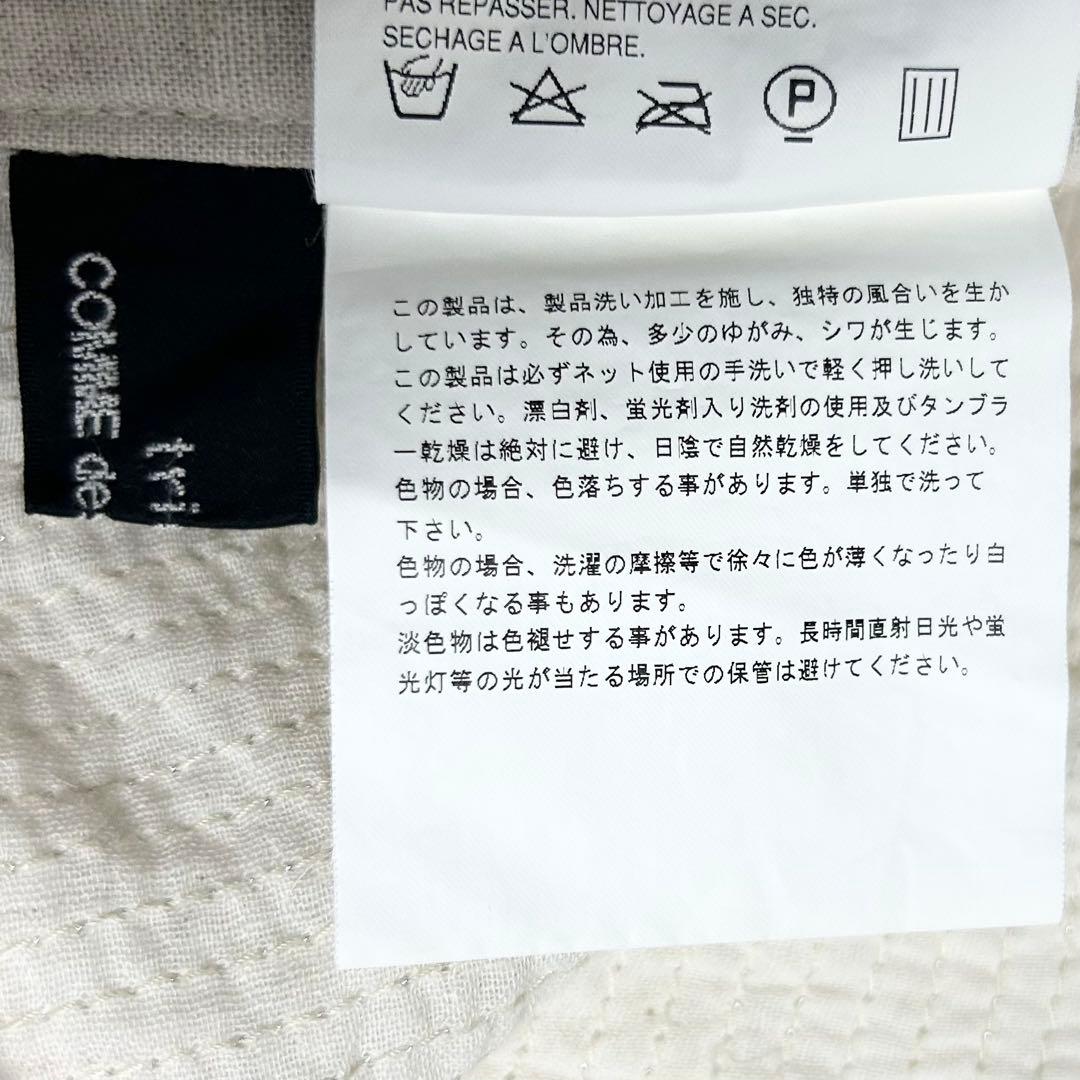 PAS REPASSER. NETTOYAGE A SEC.
SECHAGE A L'OMBRE.
P
この製品は、製品洗い加工を施し、独特の風合いを生か
しています。その為、多少のゆがみ、シワが生じます。
この製品は必ずネット使用の手洗いで軽く押し洗いして
ください。漂白剤、蛍光剤入り洗剤の使用及びタンブラ
ー乾燥は絶対に避け、日陰で自然乾燥をしてください。
色物の場合、色落ちする事があります。単独で洗って
下さい。
色物の場合、洗濯の摩擦等で徐々に色が薄くなったり白
っぽくなる事もあります。
淡色物は色褪せする事があります。長時間直射日光や蛍
光灯等の光が当たる場所での保管は避けてください。
COMME de
tri